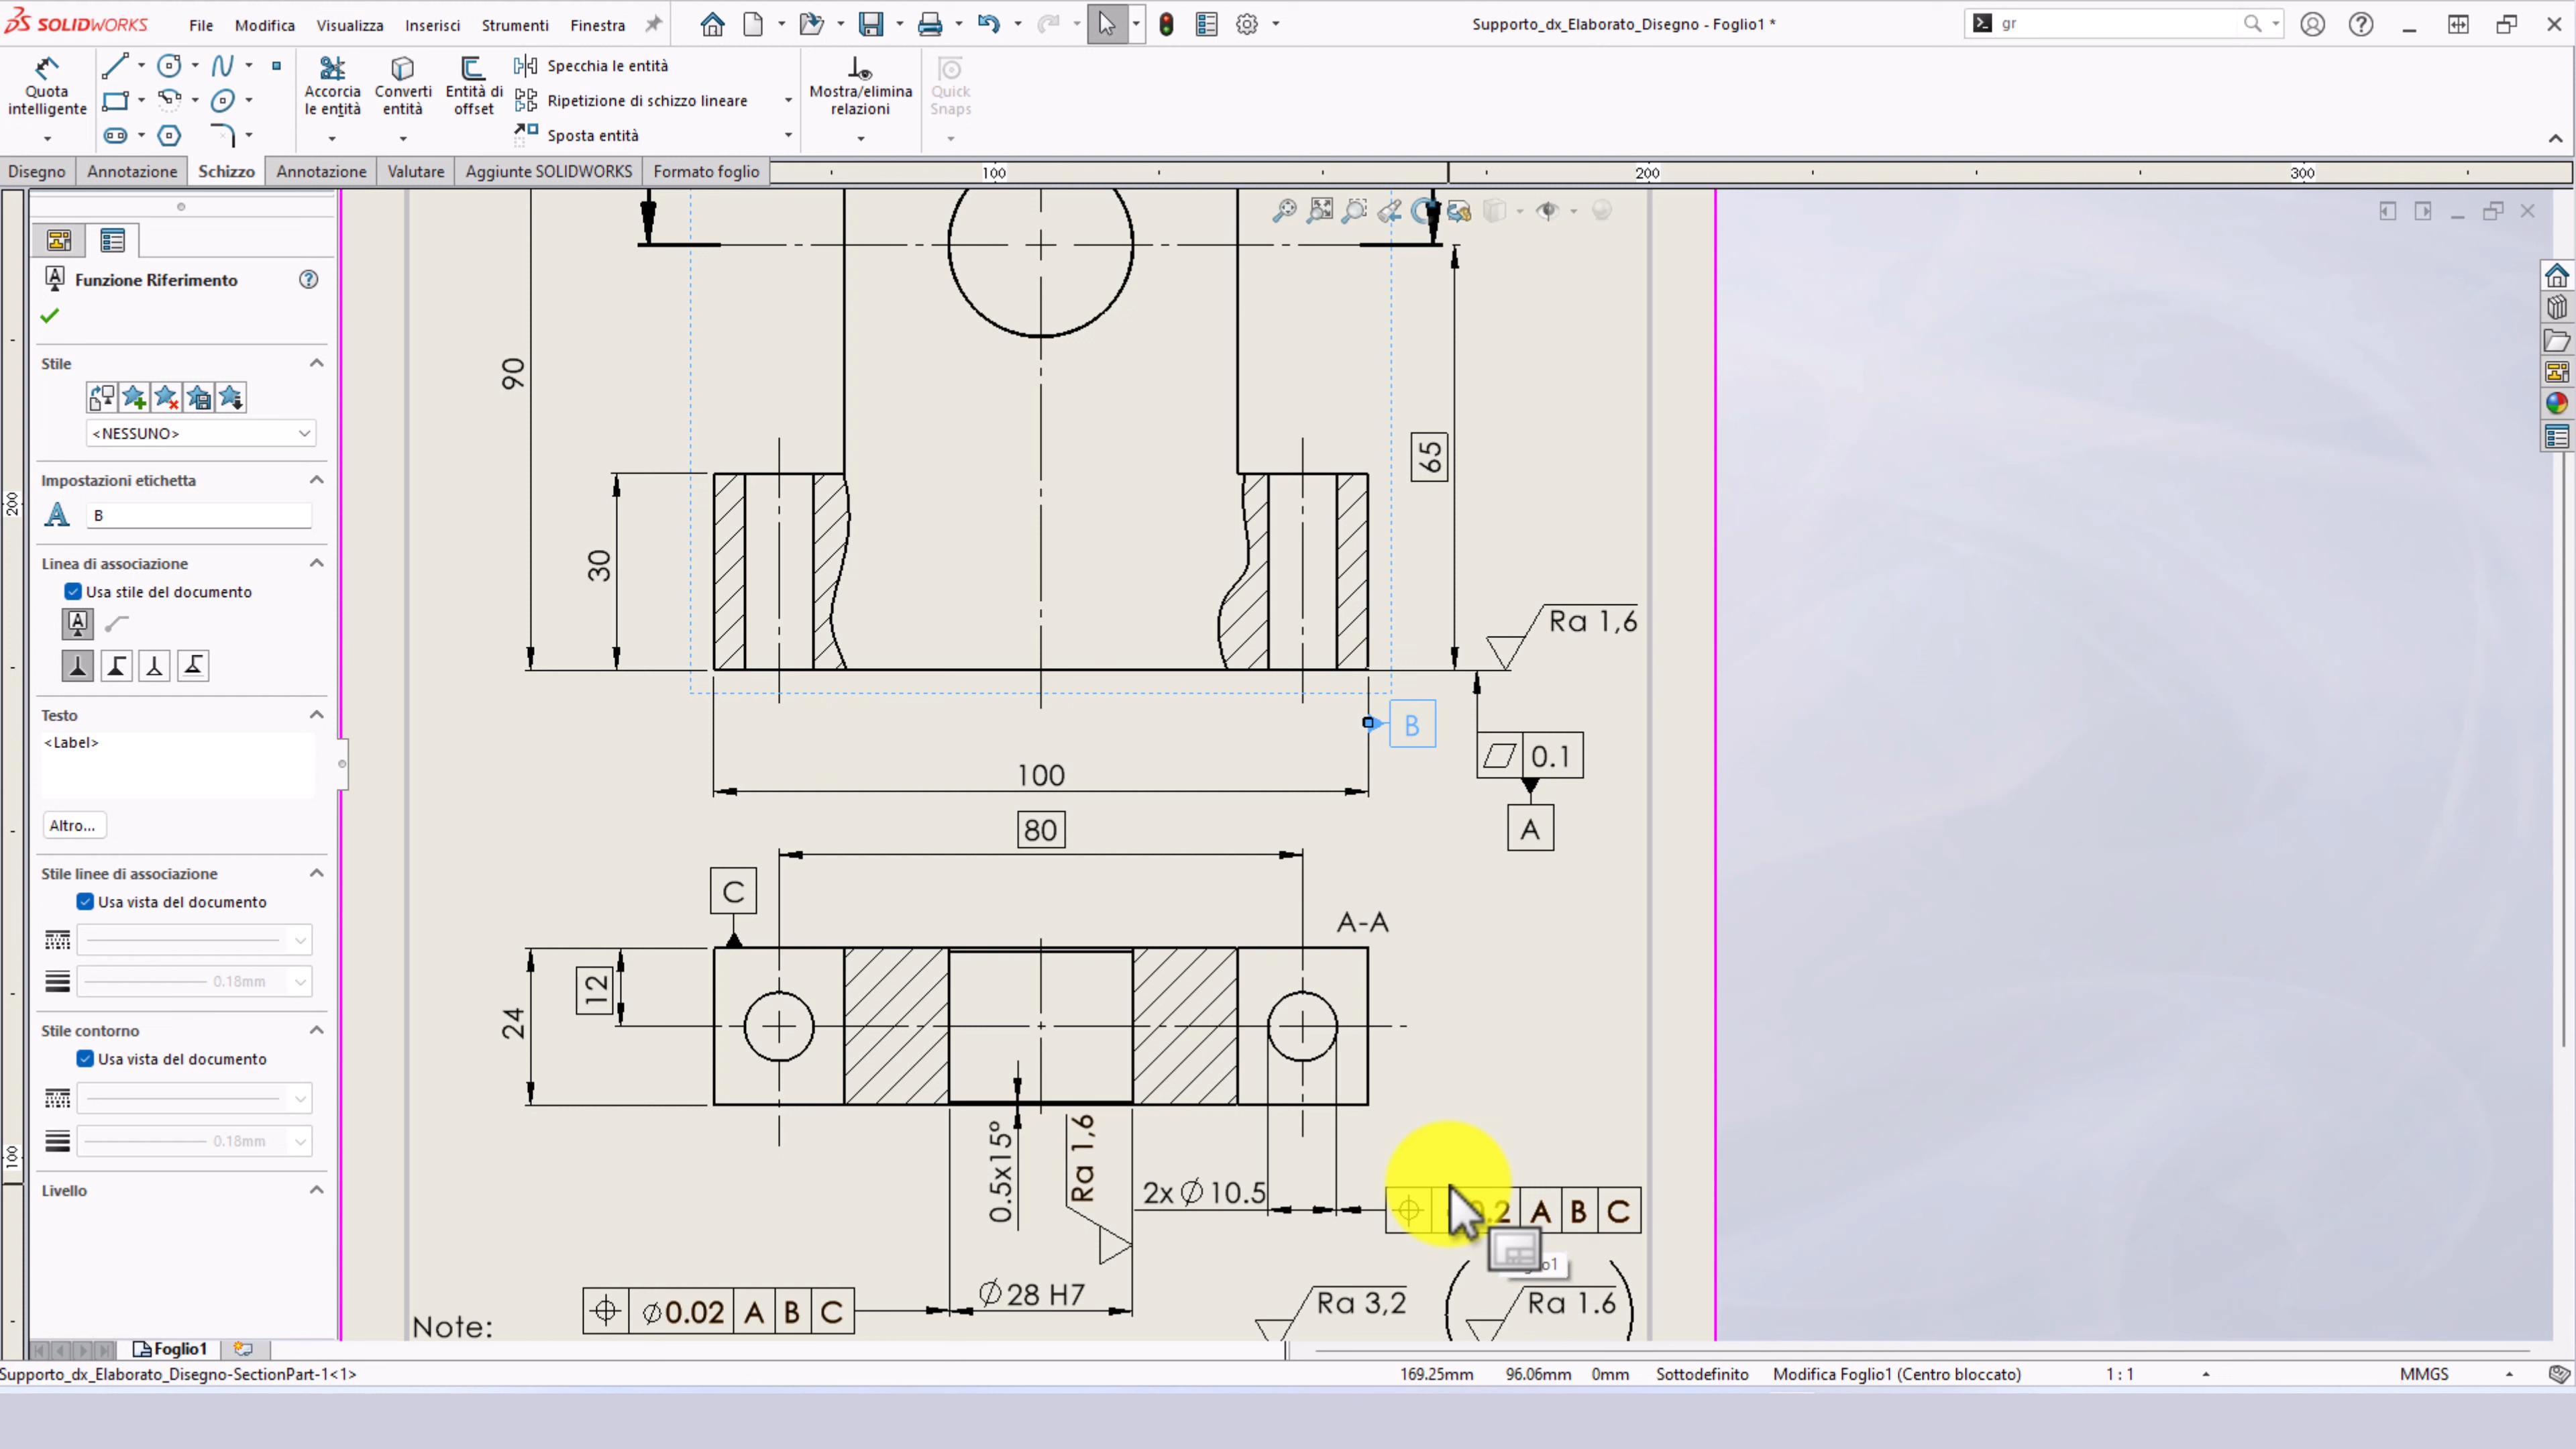 SOLIDWORKS
File Modifica Visualizza Inserisci Strumenti Finestra
Supporto_dx_Elaborato_Disegno - Foglio1 *
gr
Quota intelligente
Accorcia le entità
Converti entità
Entità di offset
Specchia le entità
Ripetizione di schizzo lineare
Sposta entità
Mostra/elimina relazioni
Quick Snaps
Disegno Annotazione Schizzo Annotazione Valutare Aggiunte SOLIDWORKS Formato foglio
100 200 300
200
100
Funzione Riferimento
Stile
<NESSUNO>
Impostazioni etichetta
B
Linea di associazione
Usa stile del documento
Testo
<Label>
Altro...
Stile linee di associazione
Usa vista del documento
0.18mm
Stile contorno
Usa vista del documento
0.18mm
Livello
90
65
30
Ra 1,6
B
0.1
A
100
80
C
A-A
12
24
0.5x15°
Ra 1,6
2x ∅ 10.5
A B C
∅ 28 H7
∅0.02 A B C
Ra 3,2
Ra 1.6
Note:
Foglio1
Supporto_dx_Elaborato_Disegno-SectionPart-1<1>
169.25mm 96.06mm 0mm Sottodefinito Modifica Foglio1 (Centro bloccato) 1 : 1 MMGS